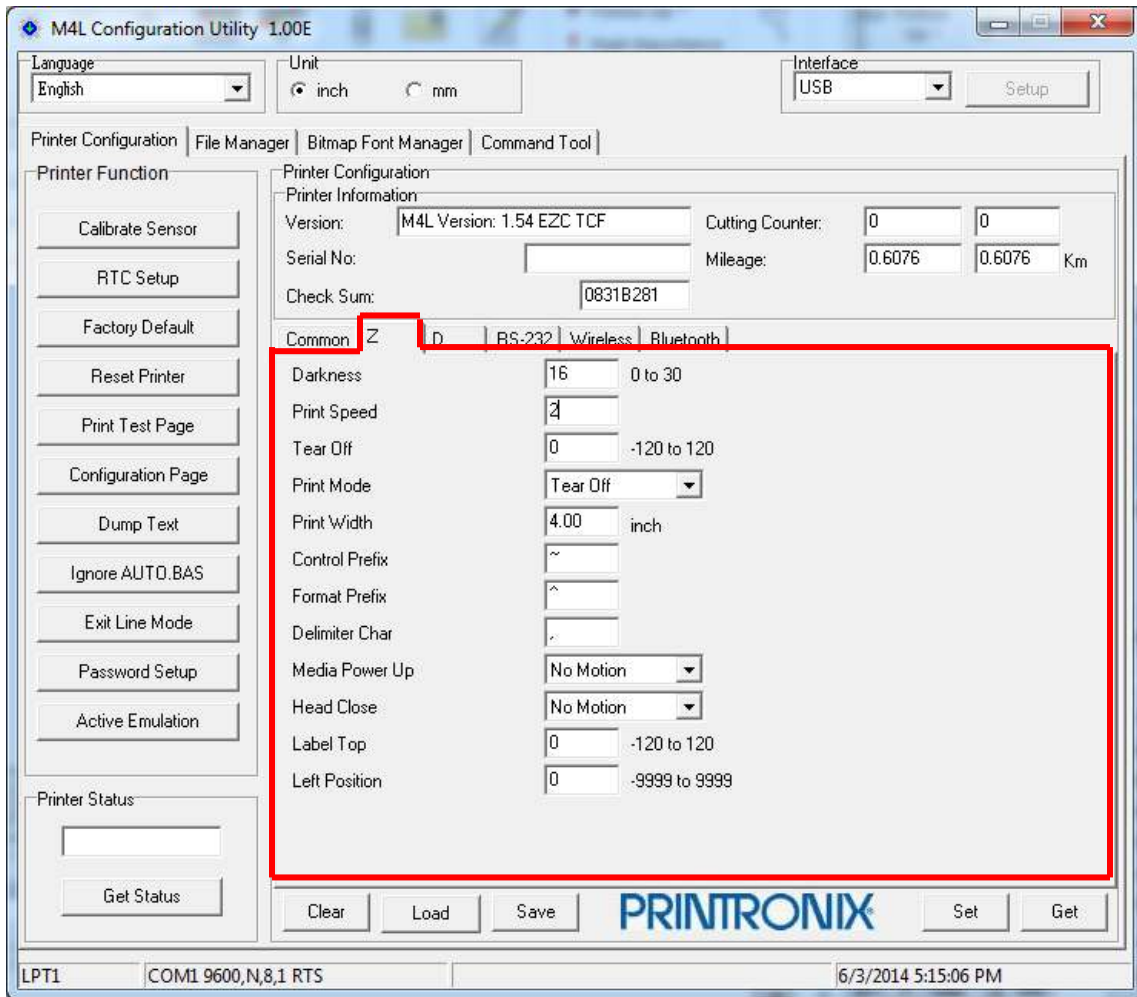 M4L Configuration Utility 1.00E
Language
English
Unit
inch
mm
Interface
USB
Setup
Printer Configuration
File Manager
Bitmap Font Manager
Command Tool
Printer Function
Calibrate Sensor
RTC Setup
Factory Default
Reset Printer
Print Test Page
Configuration Page
Dump Text
Ignore AUTO.BAS
Exit Line Mode
Password Setup
Active Emulation
Printer Status
Get Status
Printer Configuration
Printer Information
Version: M4L Version: 1.54 EZC TCF
Cutting Counter: 0 0
Serial No:
Mileage: 0.6076 0.6076 Km
Check Sum: 0831B281
Common Z D RS-232 Wireless Bluetooth
Darkness 16 0 to 30
Print Speed 2
Tear Off 0 -120 to 120
Print Mode Tear Off
Print Width 4.00 inch
Control Prefix ~
Format Prefix ^
Delimiter Char ,
Media Power Up No Motion
Head Close No Motion
Label Top 0 -120 to 120
Left Position 0 -9999 to 9999
Clear Load Save PRINTRONIX Set Get
LPT1 COM1 9600,N,8,1 RTS 6/3/2014 5:15:06 PM